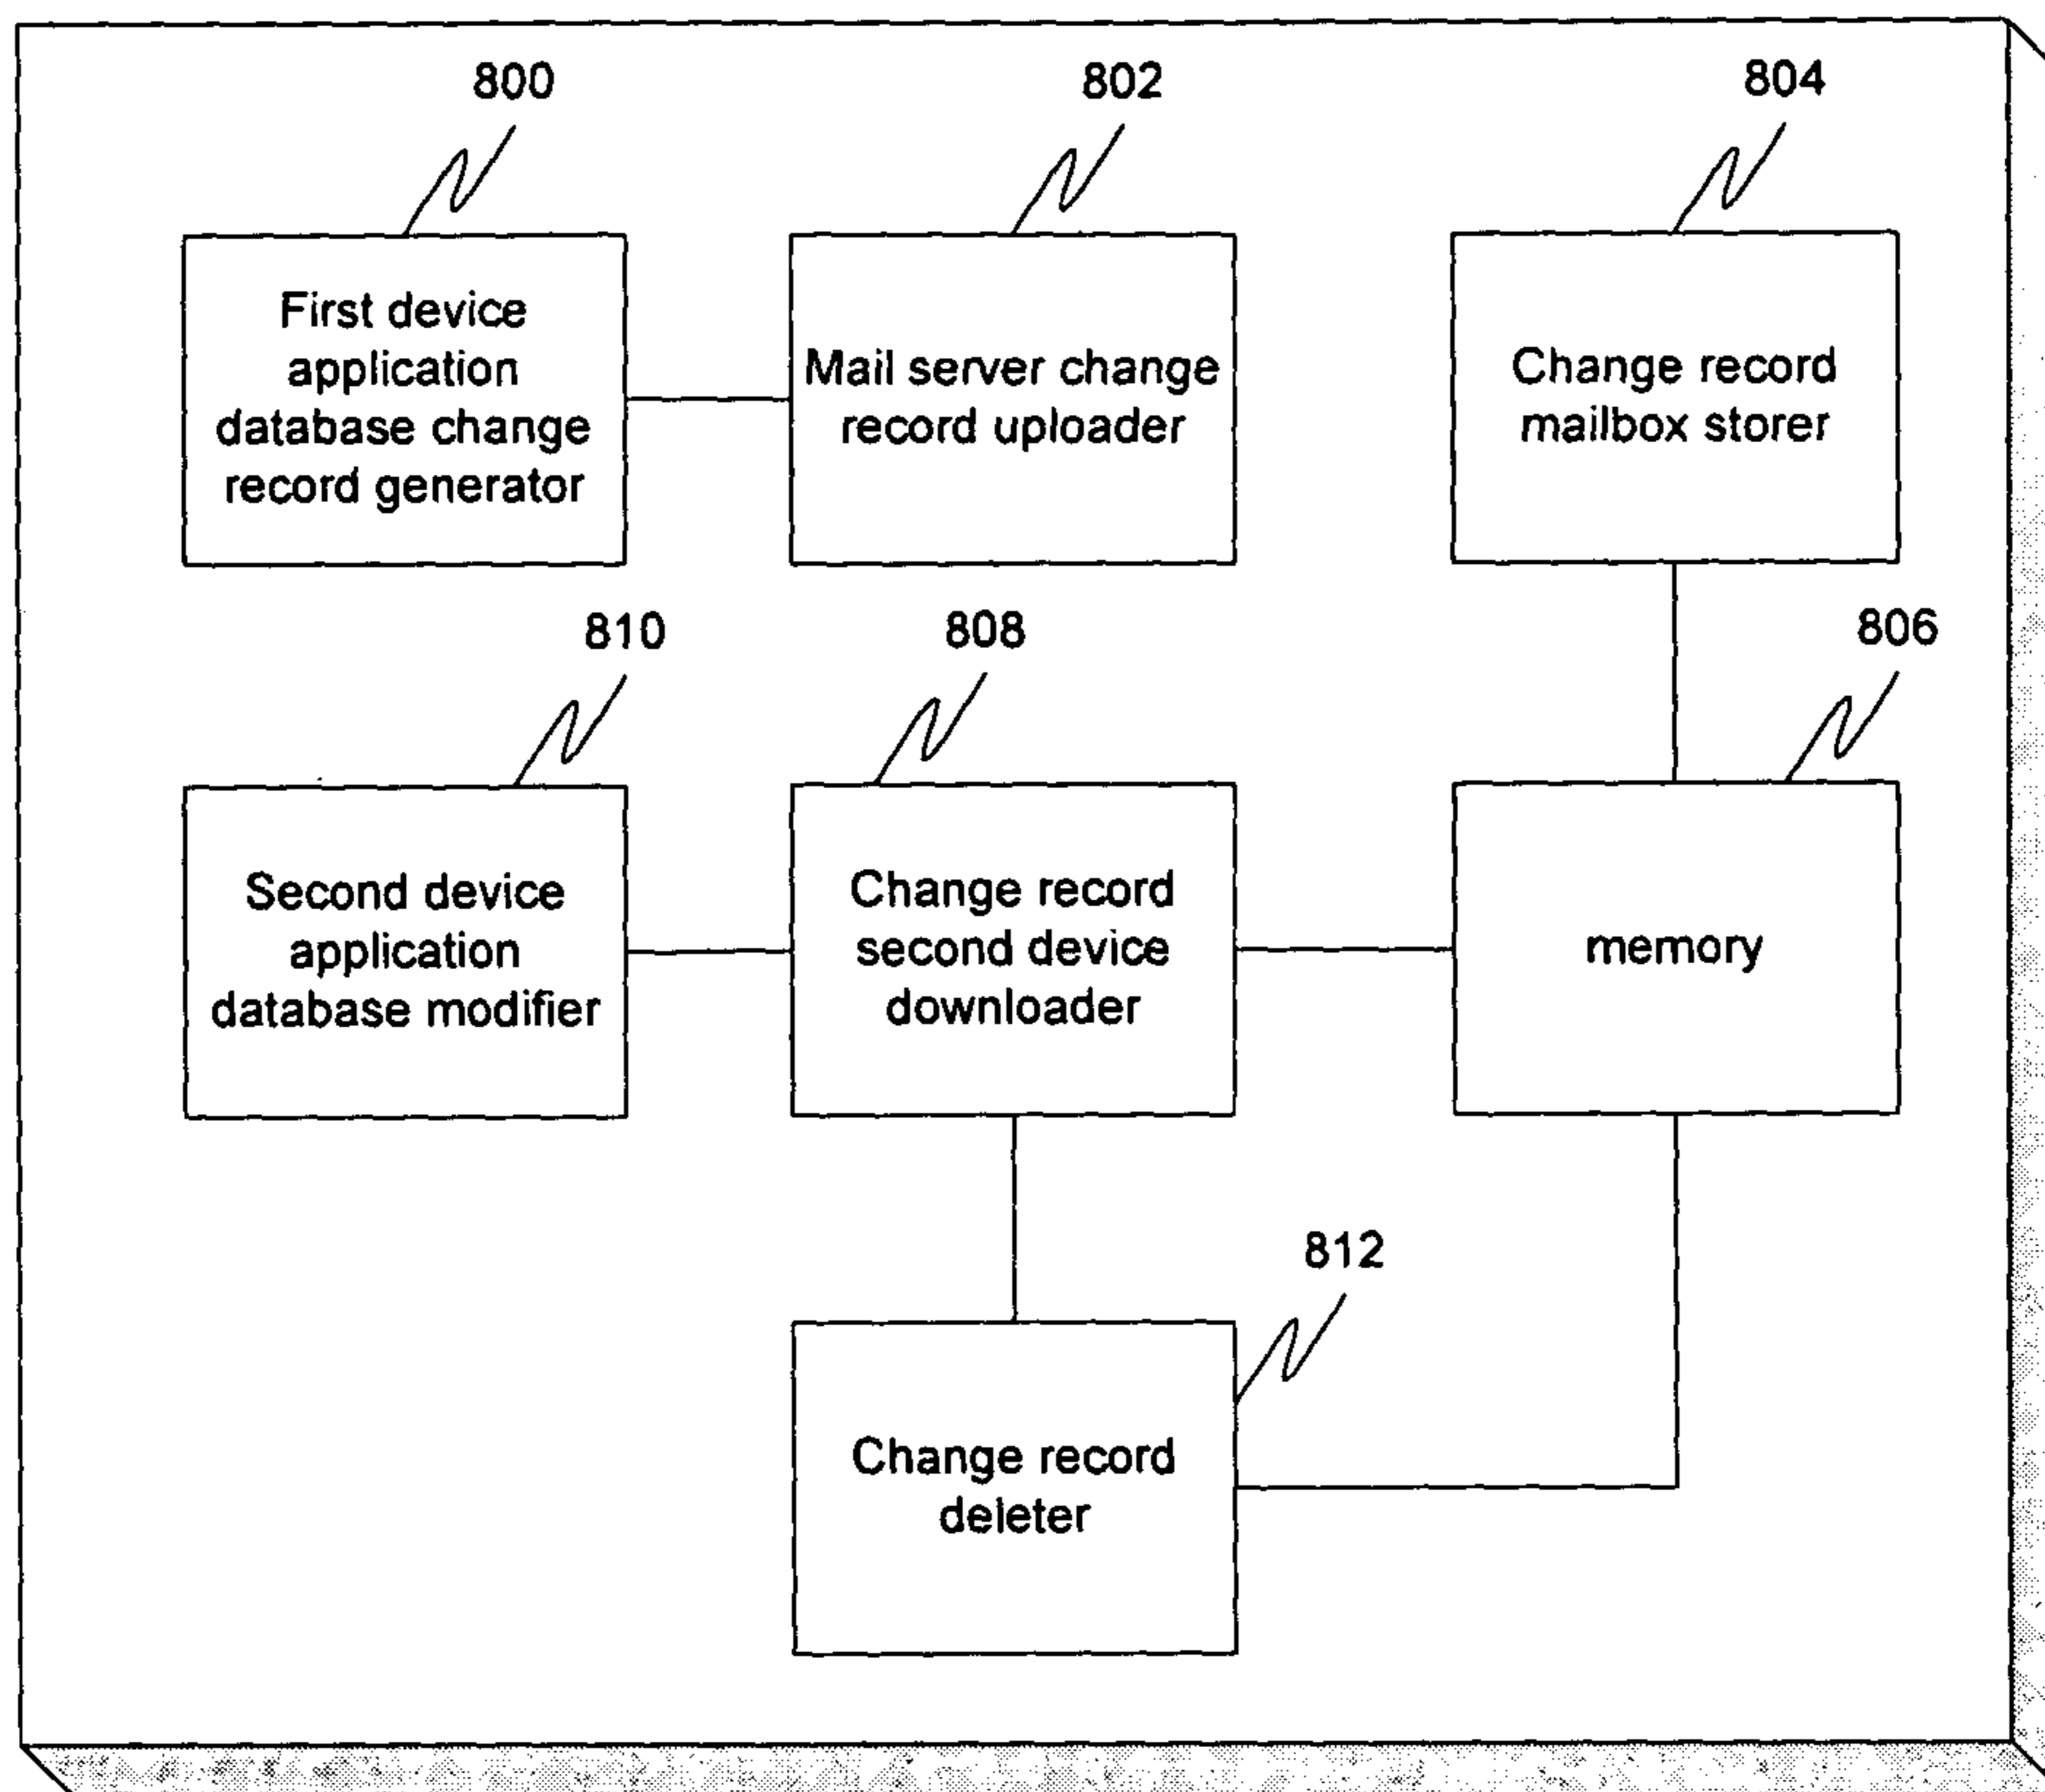 800
802
804
First device
application
database change
record generator
Mail server change
record uploader
Change record
mailbox storer
810
808
806
Second device
application
database modifier
Change record
second device
downloader
memory
812
Change record
deleter